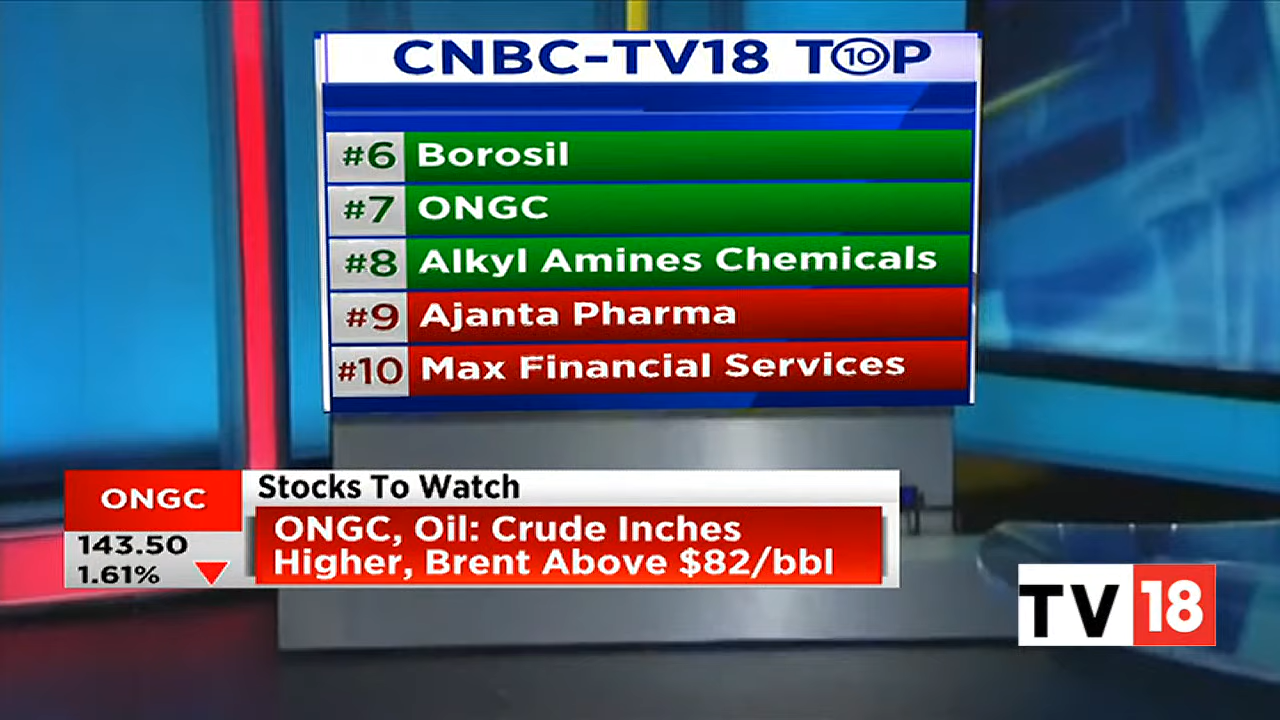 CNBC-TV18 TOP
10
#6 Borosil
#7 ONGC
#8 Alkyl Amines Chemicals
#9 Ajanta Pharma
#10 Max Financial Services
ONGC
143.50
1.61%
Stocks To Watch
ONGC, Oil: Crude Inches
Higher, Brent Above $82/bbl
TV18